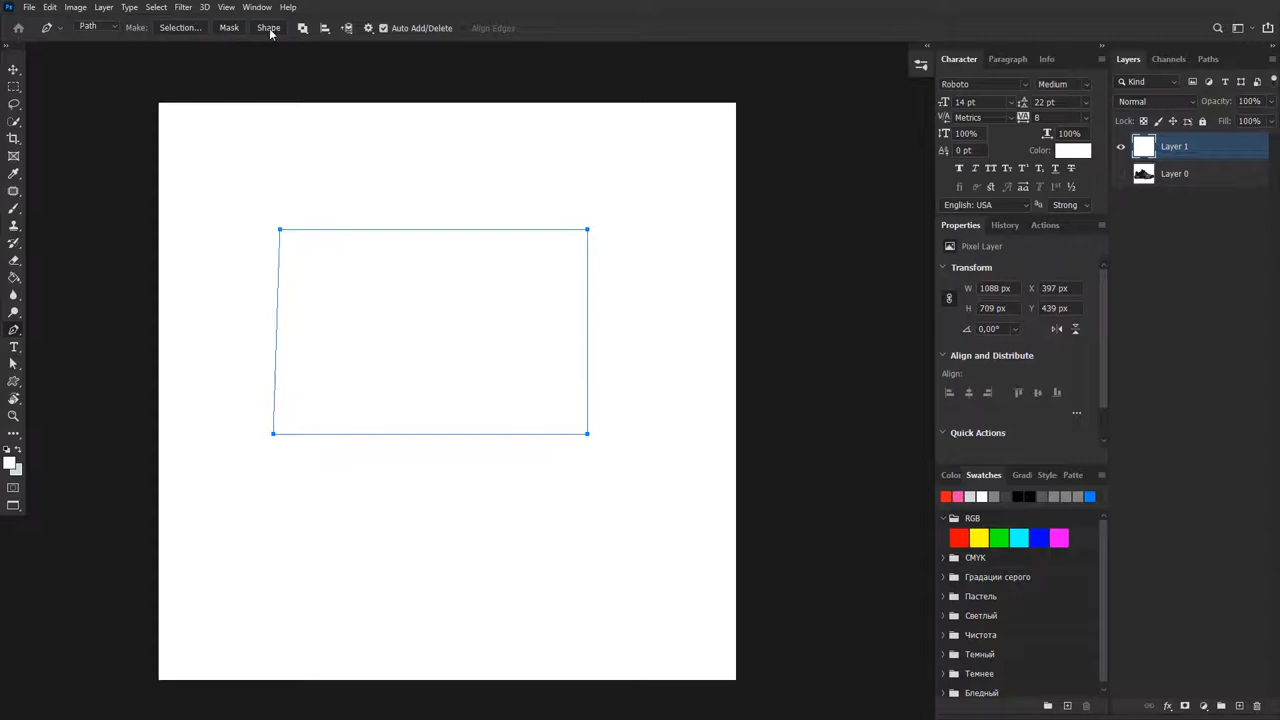 Ps File Edit Image Layer Type Select Filter 3D View Window Help
Path Make: Selection... Mask Shape Auto Add/Delete Align Edges
Character Paragraph Info
Roboto Medium
14 pt 22 pt
Metrics 8
100% 100%
0 pt Color:
English: USA Strong
Properties History Actions
Pixel Layer
Transform
W 1088 px X 397 px
H 709 px Y 439 px
0,00°
Align and Distribute
Align:
Quick Actions
Color Swatches Gradi Style Patte
RGB
CMYK
Градации серого
Пастель
Светлый
Чистота
Темный
Темнее
Бледный
Layers Channels Paths
Kind
Normal Opacity: 100%
Lock: Fill: 100%
Layer 1
Layer 0